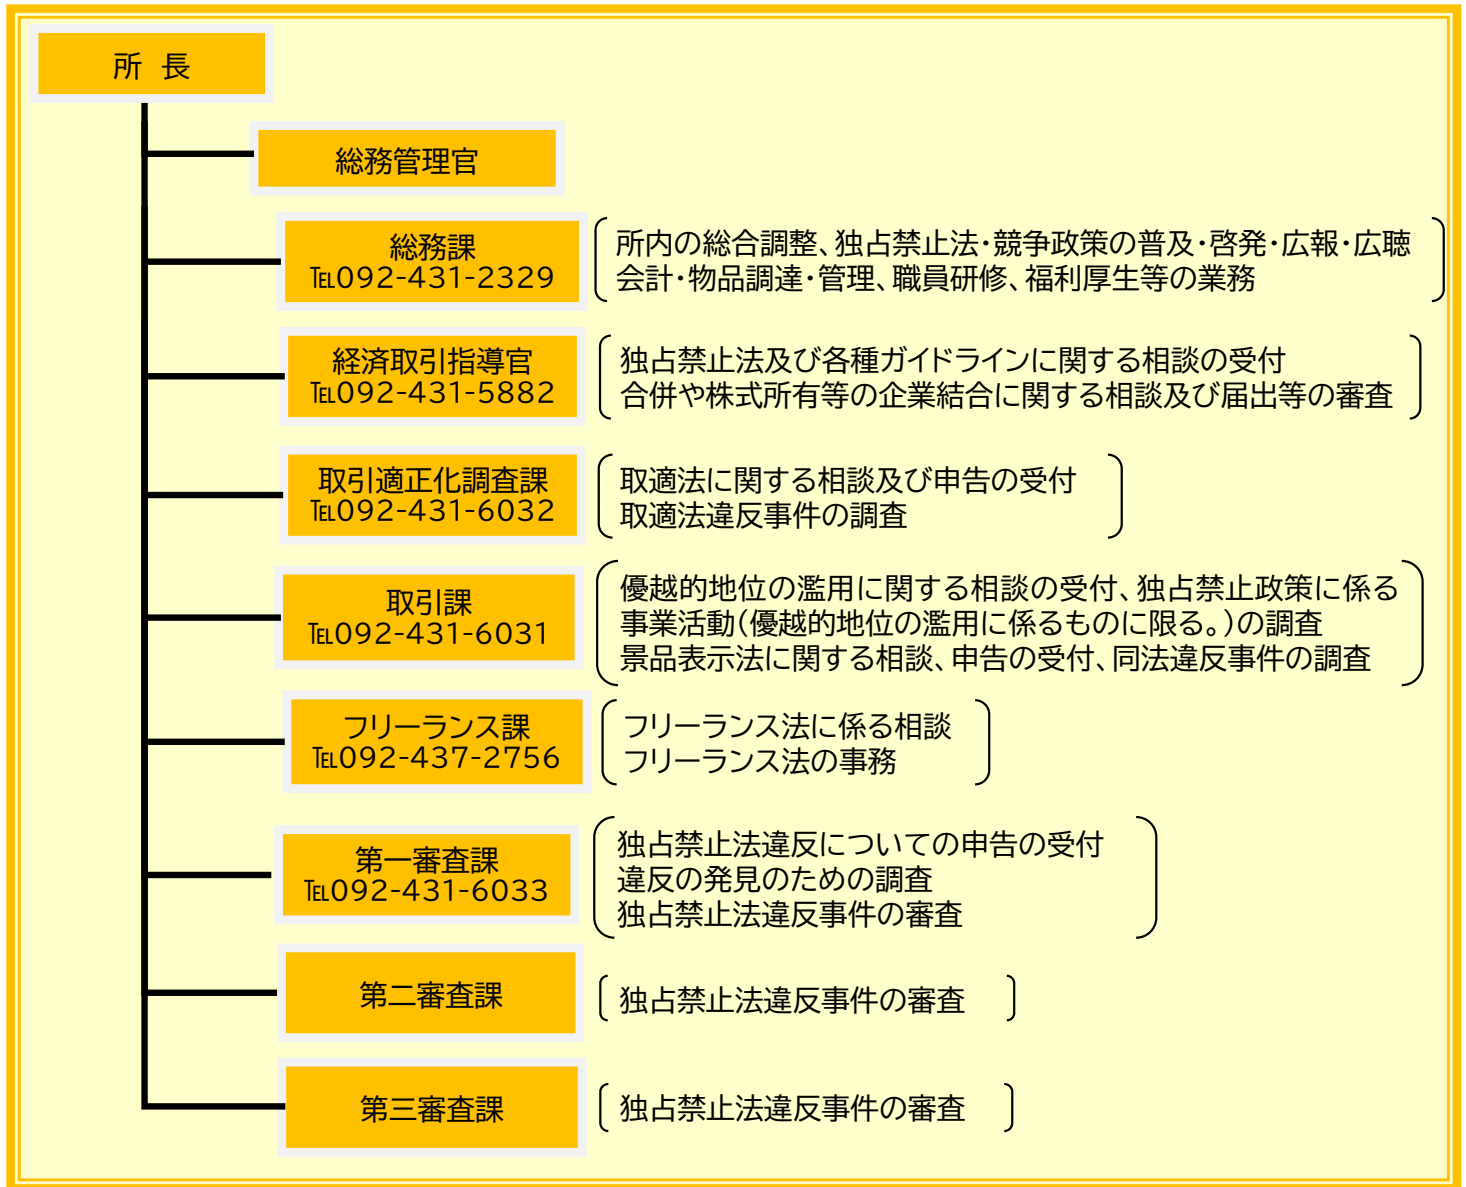 所 長
総務管理官
総務課
℡092-431-2329
所内の総合調整、独占禁止法・競争政策の普及・啓発・広報・広聴
会計・物品調達・管理、職員研修、福利厚生等の業務
経済取引指導官
℡092-431-5882
独占禁止法及び各種ガイドラインに関する相談の受付
合併や株式所有等の企業結合に関する相談及び届出等の審査
取引適正化調査課
℡092-431-6032
取適法に関する相談及び申告の受付
取適法違反事件の調査
取引課
℡092-431-6031
優越的地位の濫用に関する相談の受付、独占禁止政策に係る
事業活動(優越的地位の濫用に係るものに限る。)の調査
景品表示法に関する相談、申告の受付、同法違反事件の調査
フリーランス課
℡092-437-2756
フリーランス法に係る相談
フリーランス法の事務
第一審査課
℡092-431-6033
独占禁止法違反についての申告の受付
違反の発見のための調査
独占禁止法違反事件の審査
第二審査課
独占禁止法違反事件の審査
第三審査課
独占禁止法違反事件の審査